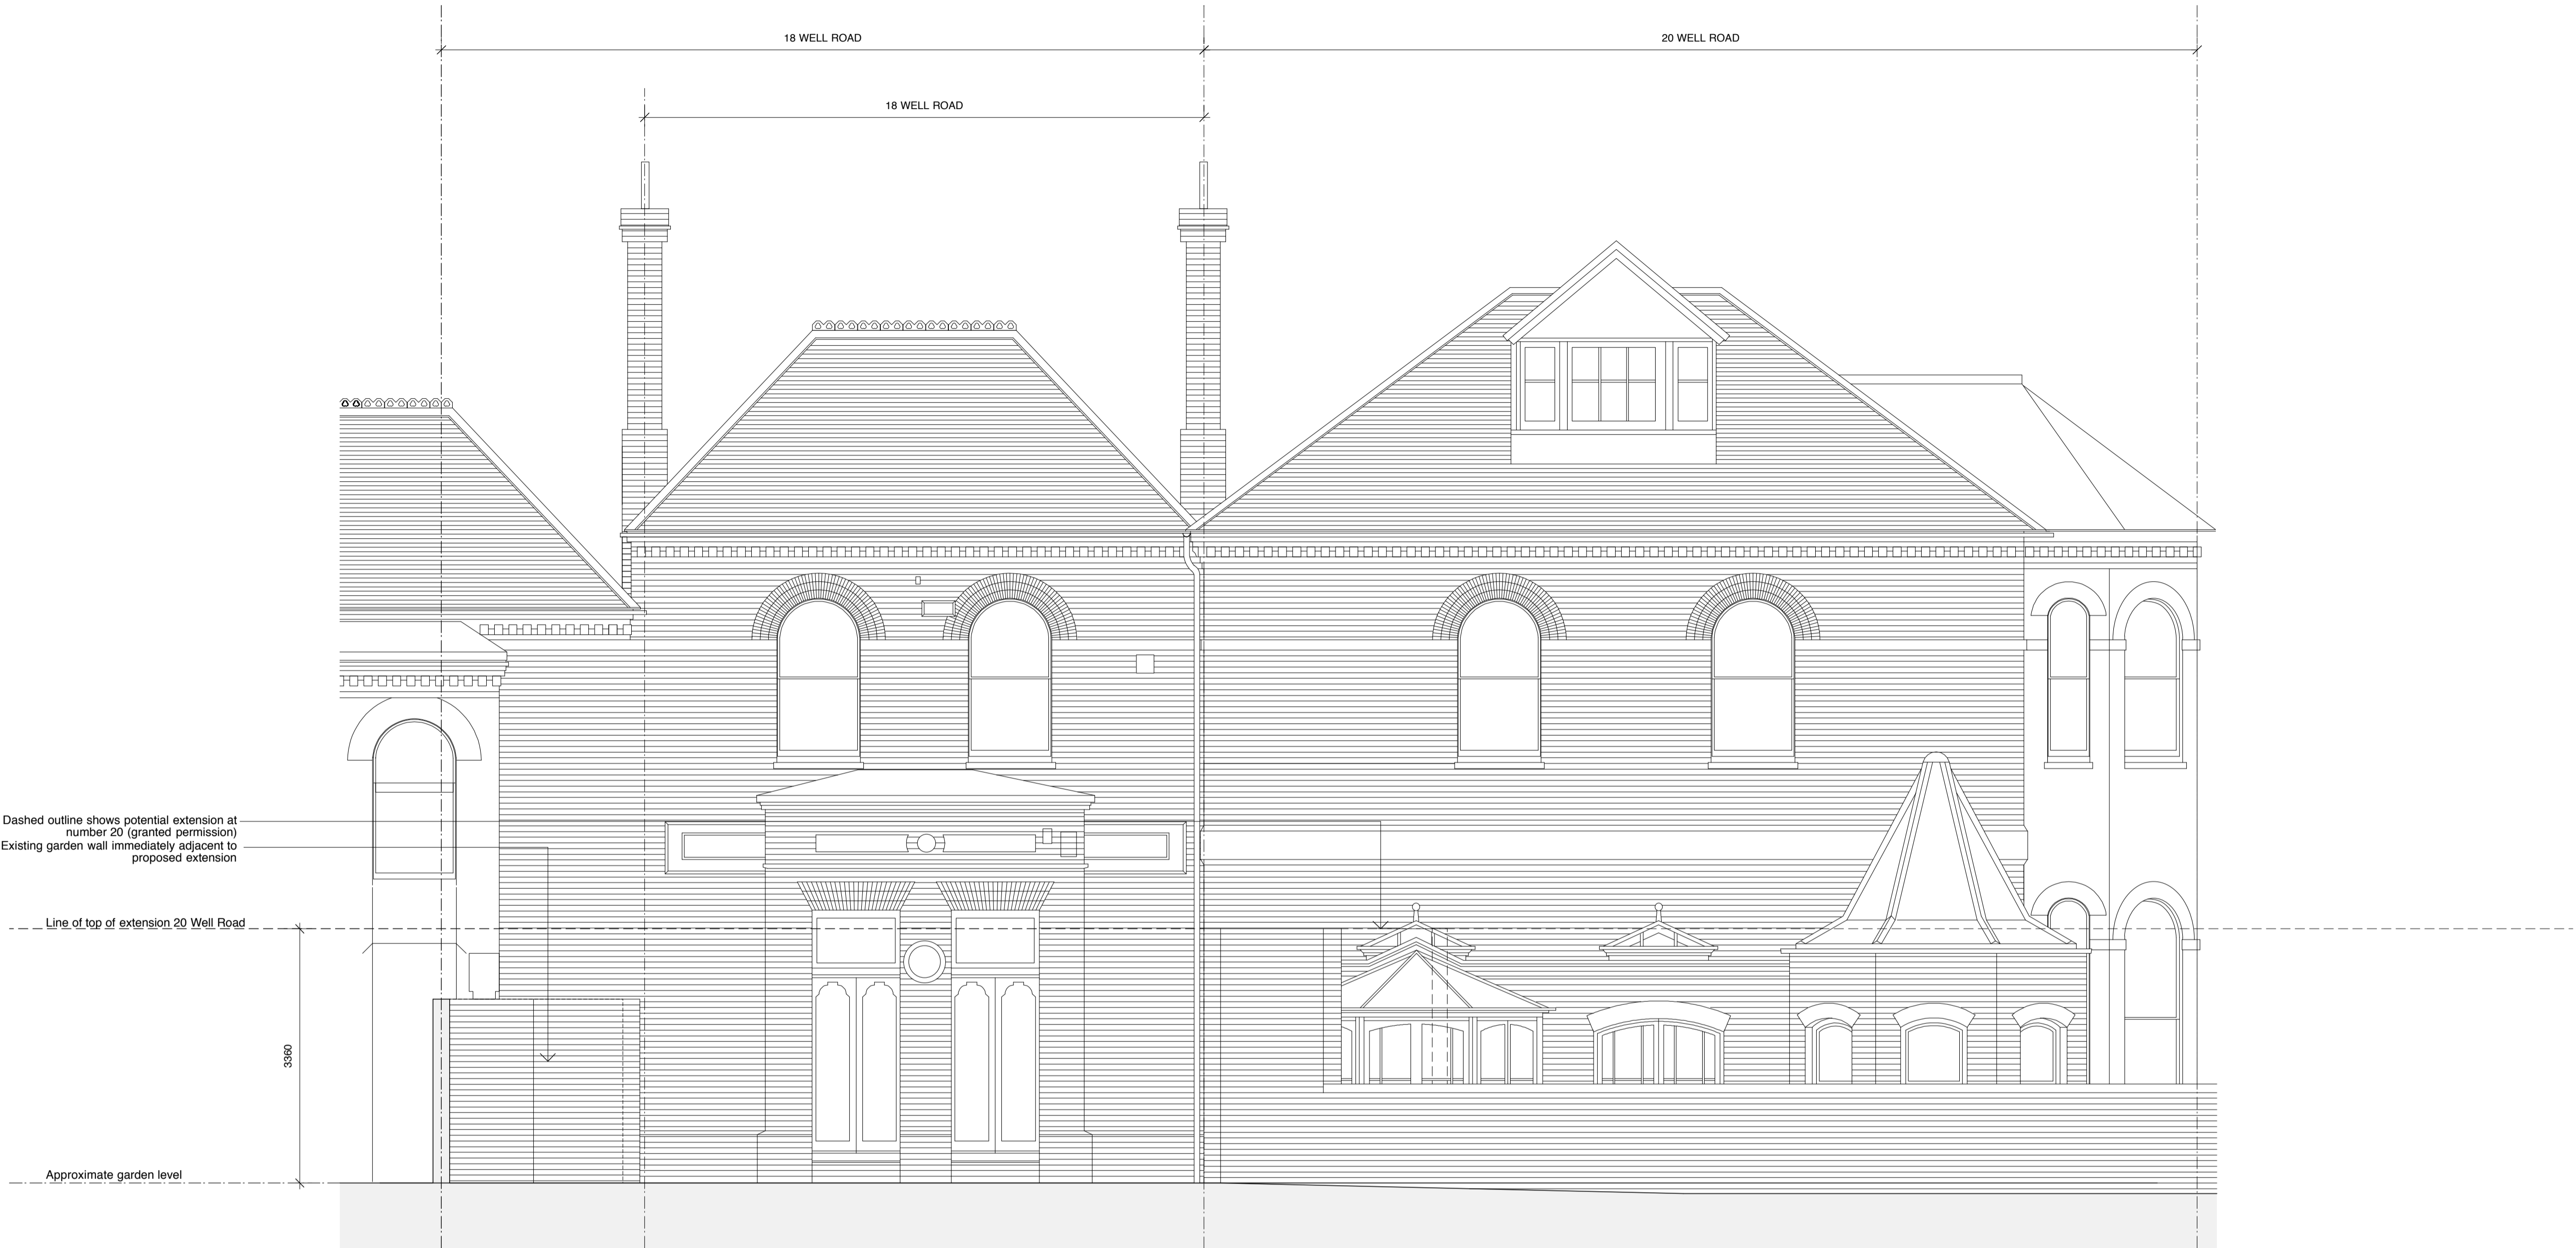 18 WELL ROAD
20 WELL ROAD
18 WELL ROAD
Dashed outline shows potential extension at
number 20 (granted permission)
Existing garden wall immediately adjacent to
proposed extension
Line of top of extension 20 Well Road
3360
Approximate garden level